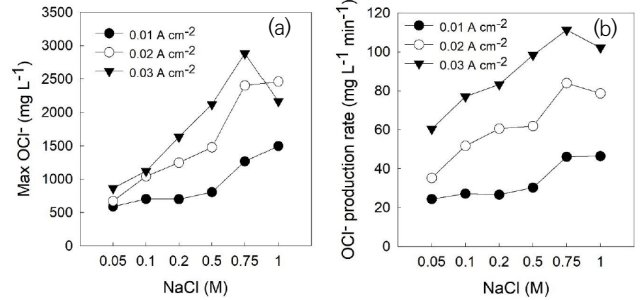 (a)
0.01 A cm-2
0.02 A cm-2
0.03 A cm-2
Max OCl- (mg L-1)
3500
3000
2500
2000
1500
1000
500
0
0.05 0.1 0.2 0.5 0.75 1
NaCl (M)
(b)
0.01 A cm-2
0.02 A cm-2
0.03 A cm-2
OCl- production rate (mg L-1 min-1)
120
100
80
60
40
20
0
0.05 0.1 0.2 0.5 0.75 1
NaCl (M)